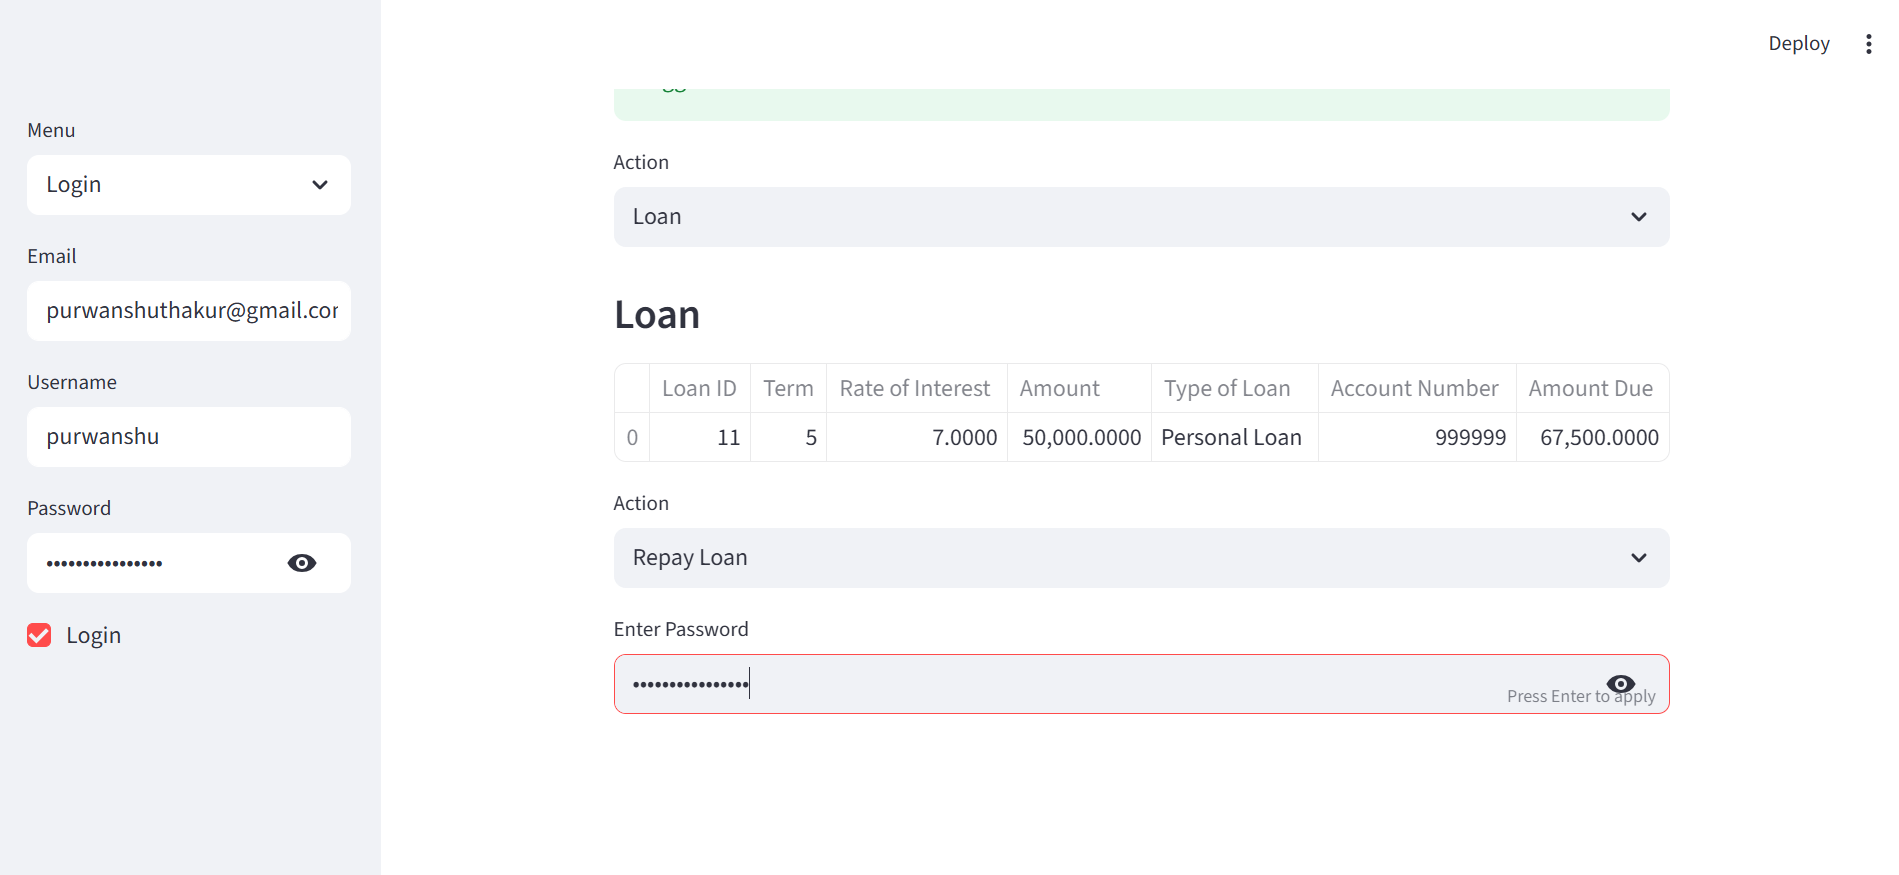 Deploy
Menu
Login
Email
purwanshuthakur@gmail.cor
Username
purwanshu
Password
••••••••••••••••
Login
Action
Loan
Loan
Loan ID Term Rate of Interest Amount Type of Loan Account Number Amount Due
0 11 5 7.0000 50,000.0000 Personal Loan 999999 67,500.0000
Action
Repay Loan
Enter Password
••••••••••••••••
Press Enter to apply